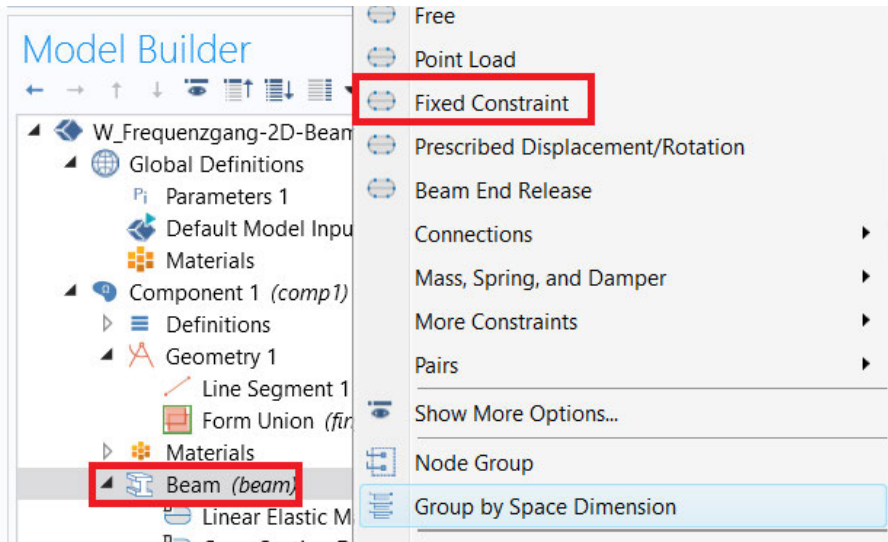 Model Builder
W_Frequenzgang-2D-Beam
Global Definitions
Pi Parameters 1
Default Model Inpu
Materials
Component 1 (comp1)
Definitions
Geometry 1
Line Segment 1
Form Union (fin
Materials
Beam (beam)
Linear Elastic M
Free
Point Load
Fixed Constraint
Prescribed Displacement/Rotation
Beam End Release
Connections
Mass, Spring, and Damper
More Constraints
Pairs
Show More Options...
Node Group
Group by Space Dimension